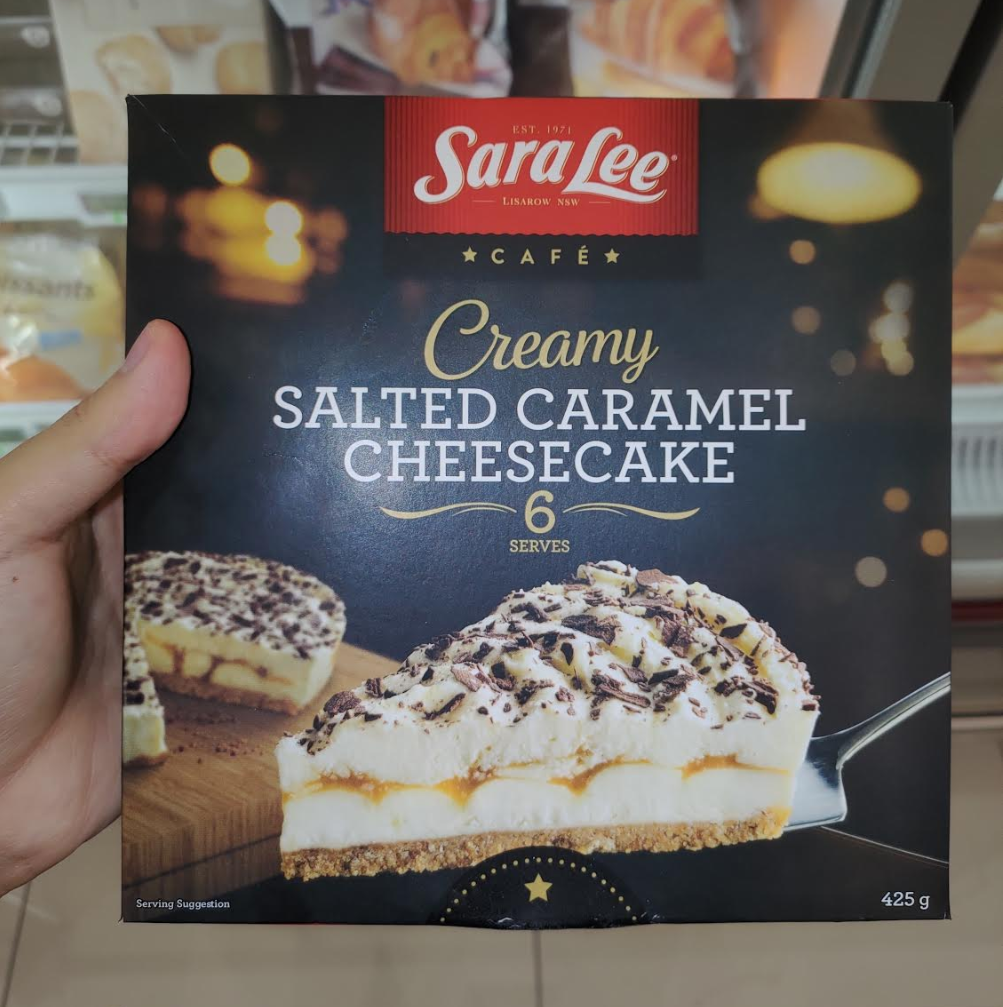 EST. 1971
Sara Lee
LISAROW NSW
CAFÉ
Creamy
SALTED CARAMEL
CHEESECAKE
6
SERVES
Serving Suggestion
425 g